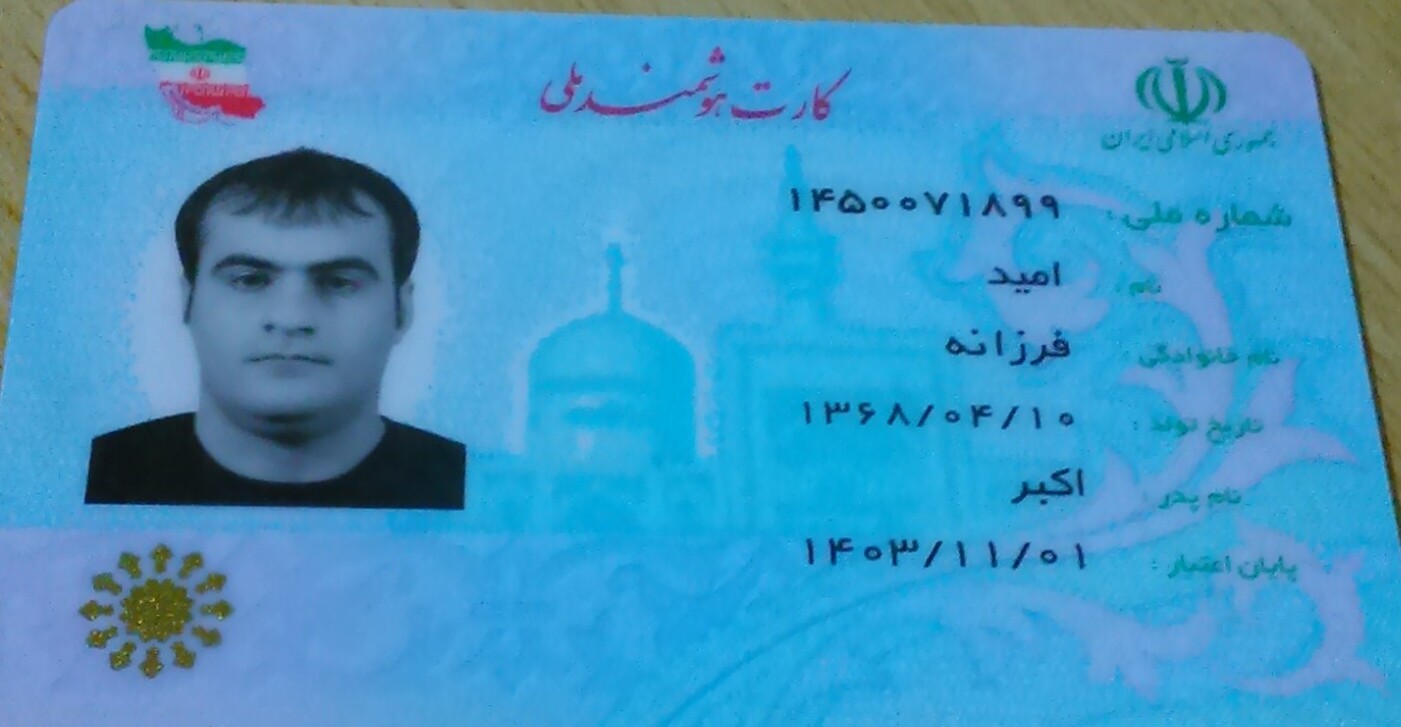 کارت هوشمند ملی
جمهوری اسلامی ایران
شماره ملی : ۱۴۵۰۰۷۱۸۹۹
نام : امید
نام خانوادگی : فرزانه
تاریخ تولد : ۱۳۶۸/۰۴/۱۰
نام پدر : اکبر
پایان اعتبار : ۱۴۰۳/۱۱/۰۱